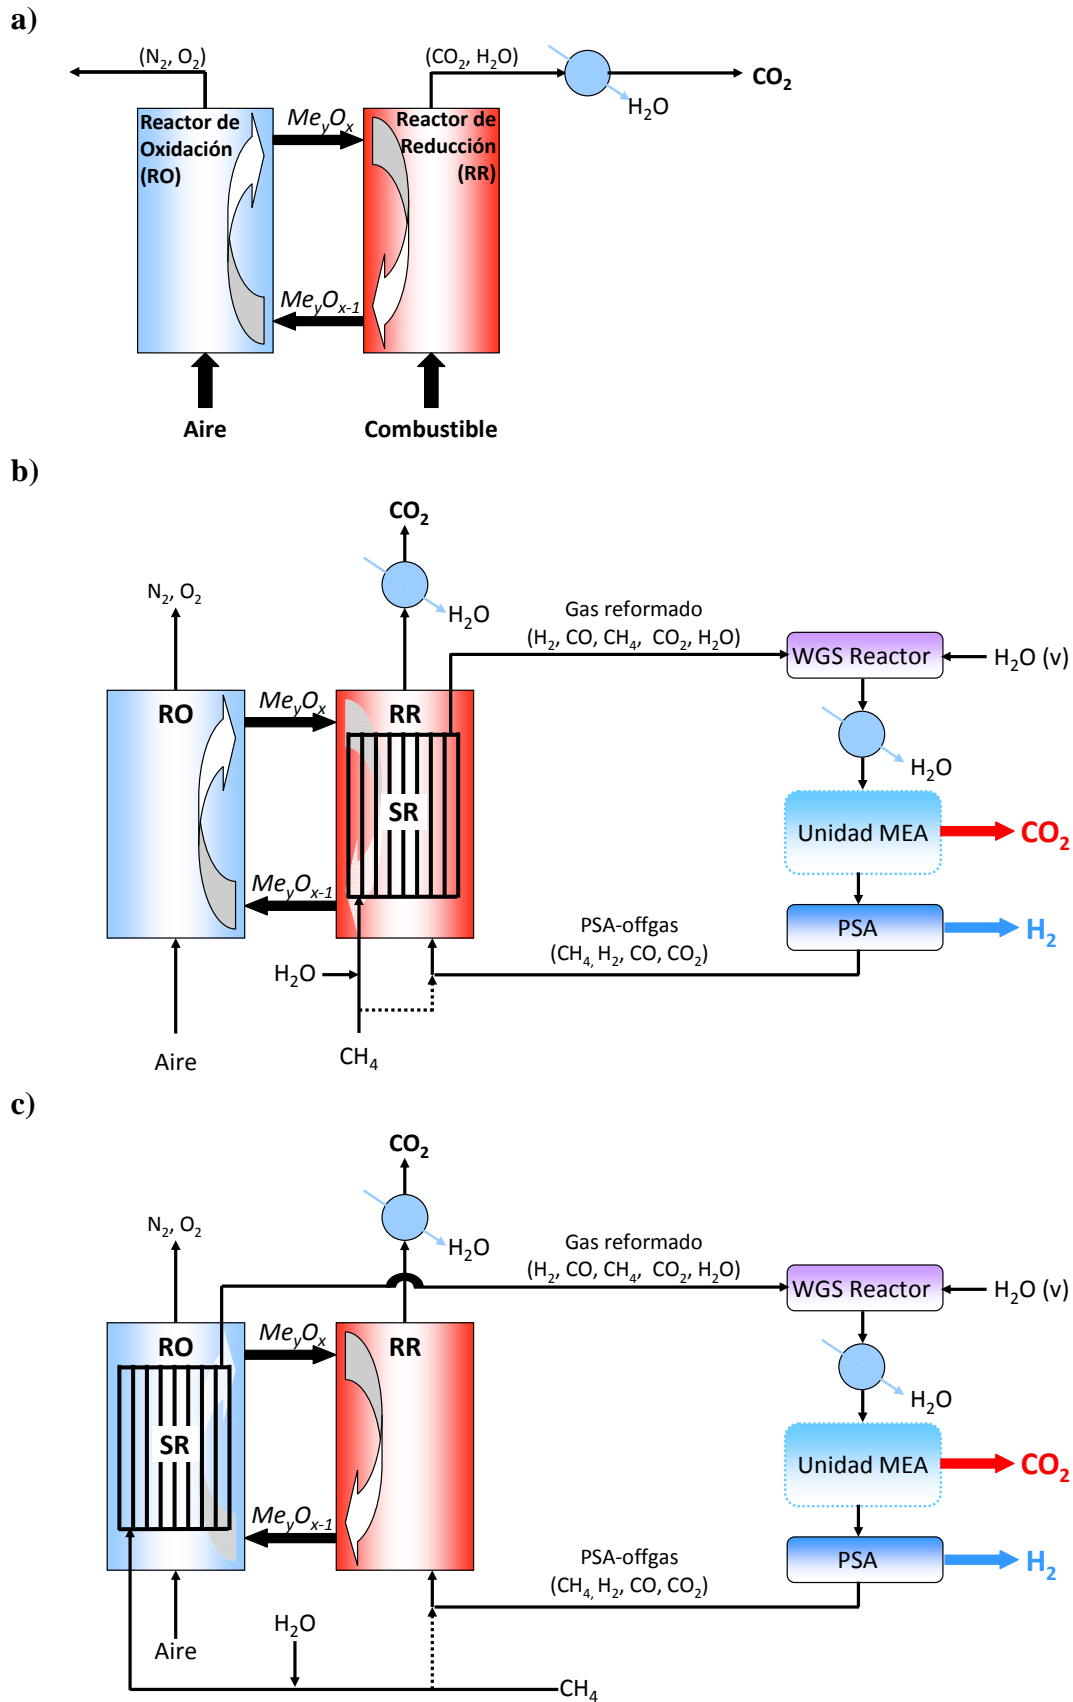 a)
(N₂, O₂)
(CO₂, H₂O)
CO₂
H₂O
Reactor de
Oxidación
(RO)
MeyOx
Reactor de
Reducción
(RR)
MeyOx-1
Aire
Combustible
b)
CO₂
N₂, O₂
H₂O
Gas reformado
(H₂, CO, CH₄, CO₂, H₂O)
WGS Reactor
H₂O (v)
RO
MeyOx
RR
H₂O
SR
Unidad MEA
CO₂
MeyOx-1
PSA-offgas
(CH₄, H₂, CO, CO₂)
PSA
H₂
H₂O
Aire
CH₄
c)
CO₂
N₂, O₂
H₂O
Gas reformado
(H₂, CO, CH₄, CO₂, H₂O)
WGS Reactor
H₂O (v)
RO
MeyOx
RR
H₂O
SR
Unidad MEA
CO₂
MeyOx-1
PSA-offgas
(CH₄, H₂, CO, CO₂)
PSA
H₂
H₂O
Aire
CH₄